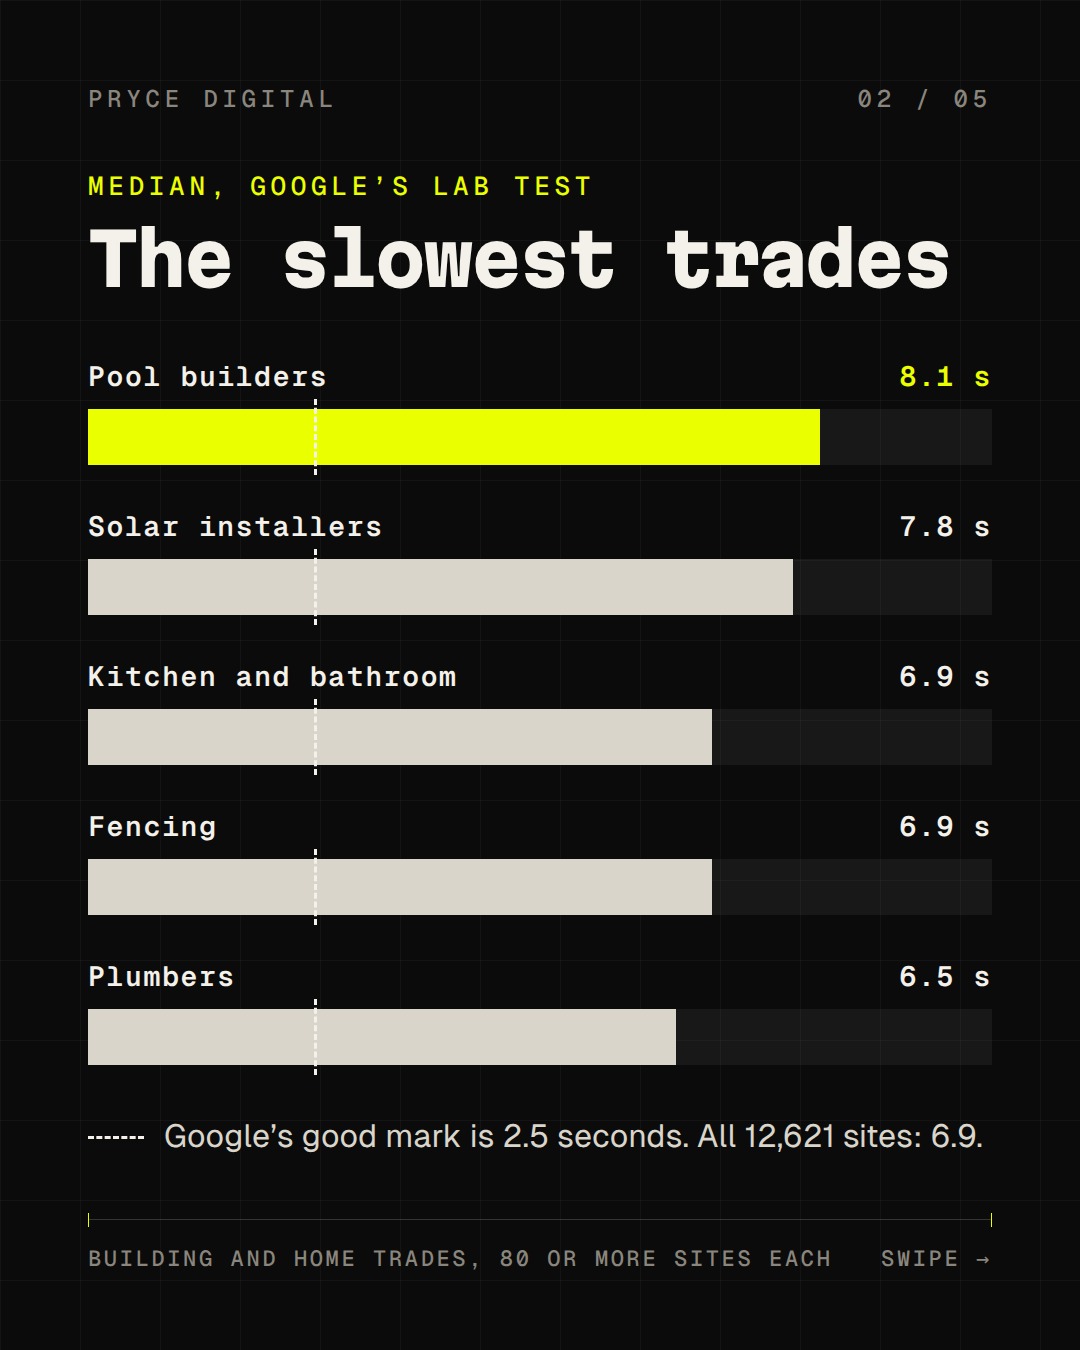 PRYCE DIGITAL
02 / 05
MEDIAN, GOOGLE’S LAB TEST
The slowest trades
Pool builders
8.1 s
Solar installers
7.8 s
Kitchen and bathroom
6.9 s
Fencing
6.9 s
Plumbers
6.5 s
Google’s good mark is 2.5 seconds. All 12,621 sites: 6.9.
BUILDING AND HOME TRADES, 80 OR MORE SITES EACH
SWIPE →